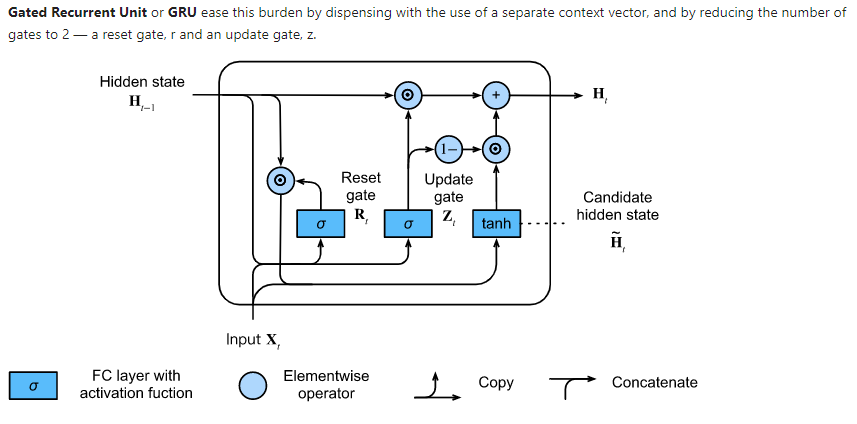 Gated Recurrent Unit or GRU ease this burden by dispensing with the use of a separate context vector, and by reducing the number of
gates to 2 — a reset gate, r and an update gate, z.
Hidden state
H_{t−1}
H_t
1−
+
Reset
gate
R_t
Update
gate
Z_t
σ
σ
tanh
Candidate
hidden state
H̃_t
Input X_t
σ
FC layer with
activation fuction
Elementwise
operator
Copy
Concatenate